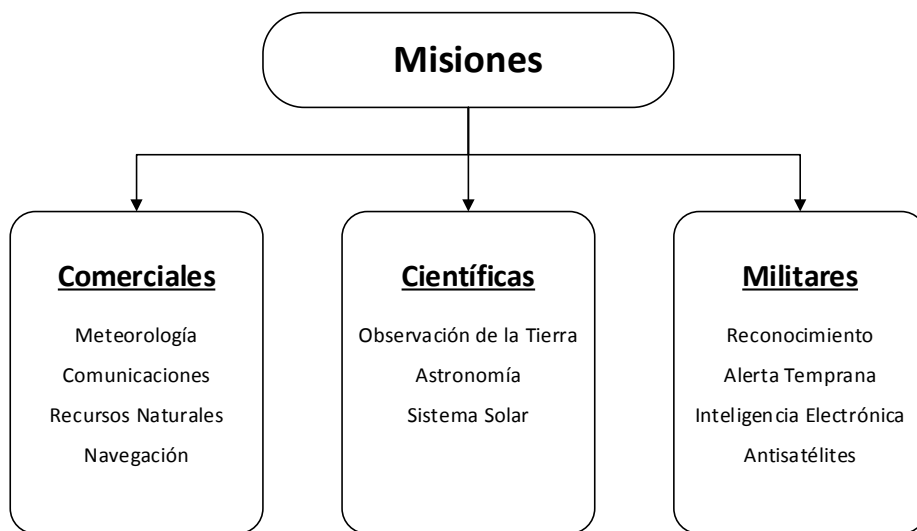 Misiones
Comerciales
Meteorología
Comunicaciones
Recursos Naturales
Navegación
Científicas
Observación de la Tierra
Astronomía
Sistema Solar
Militares
Reconocimiento
Alerta Temprana
Inteligencia Electrónica
Antisatélites